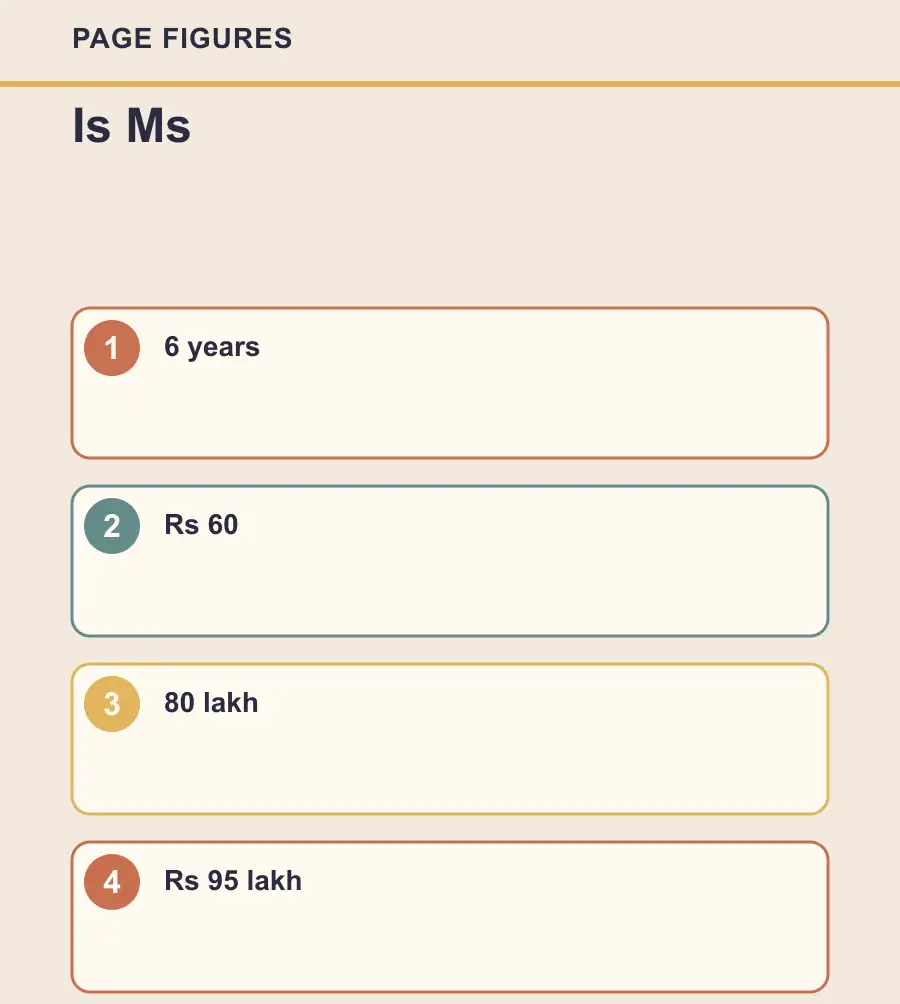 PAGE FIGURES
Is Ms
1
6 years
2
Rs 60
3
80 lakh
4
Rs 95 lakh